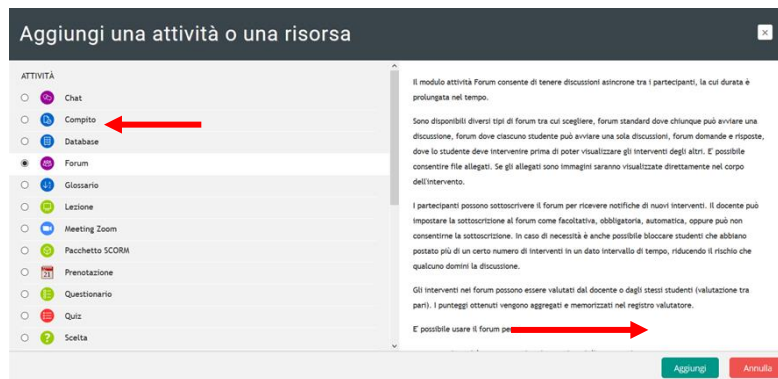 Aggiungi una attività o una risorsa
ATTIVITÀ
Chat
Compito
Database
Forum
Glossario
Lezione
Meeting Zoom
Pacchetto SCORM
Prenotazione
Questionario
Quiz
Scelta
Il modulo attività Forum consente di tenere discussioni asincrone tra i partecipanti, la cui durata è
prolungata nel tempo.
Sono disponibili diversi tipi di forum tra cui scegliere, forum standard dove chiunque può avviare una
discussione, forum dove ciascuno studente può avviare una sola discussioni, forum domande e risposte,
dove lo studente deve intervenire prima di poter visualizzare gli interventi degli altri. E' possibile
consentire file allegati. Se gli allegati sono immagini saranno visualizzate direttamente nel corpo
dell'intervento.
I partecipanti possono sottoscrivere il forum per ricevere notifiche di nuovi interventi. Il docente può
impostare la sottoscrizione al forum come facoltativa, obbligatoria, automatica, oppure può non
consentirne la sottoscrizione. In caso di necessità è anche possibile bloccare studenti che abbiano
postato più di un certo numero di interventi in un dato intervallo di tempo, riducendo il rischio che
qualcuno domini la discussione.
Gli interventi nei forum possono essere valutati dal docente o dagli stessi studenti (valutazione tra
pari). I punteggi ottenuti vengono aggregati e memorizzati nel registro valutatore.
E' possibile usare il forum per
Aggiungi
Annulla